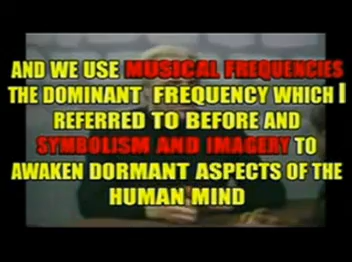 AND WE USE MUSICAL FREQUENCIES
THE DOMINANT FREQUENCY WHICH I
REFERRED TO BEFORE AND
SYMBOLISM AND IMAGERY TO
AWAKEN DORMANT ASPECTS OF THE
HUMAN MIND